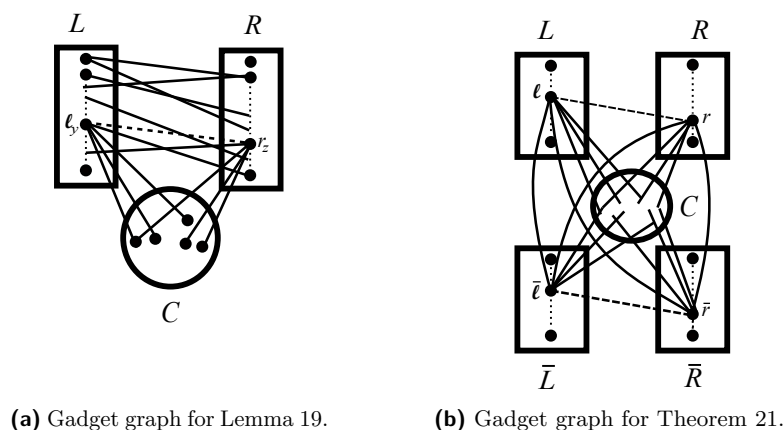 L R
ℓ_y r_z
C
(a) Gadget graph for Lemma 19.
L R
ℓ r
C
ℓ̄ r̄
L̄ R̄
(b) Gadget graph for Theorem 21.